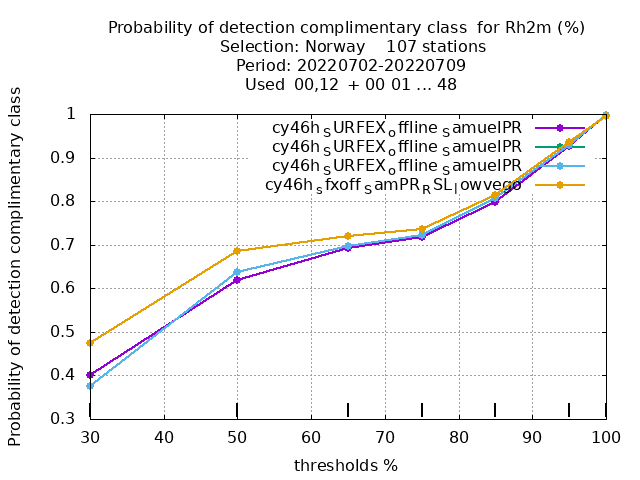 Probability of detection complimentary class for Rh2m (%)
Selection: Norway 107 stations
Period: 20220702-20220709
Used 00,12 + 00 01 ... 48
Probability of detection complimentary class
1
0.9
0.8
0.7
0.6
0.5
0.4
0.3
cy46h_SURFEX_offline_SamuelPR
cy46h_SURFEX_offline_SamuelPR
cy46h_SURFEX_offline_SamuelPR
cy46h_sfxoff_SamPR_RSL_lowvego
30 40 50 60 70 80 90 100
thresholds %